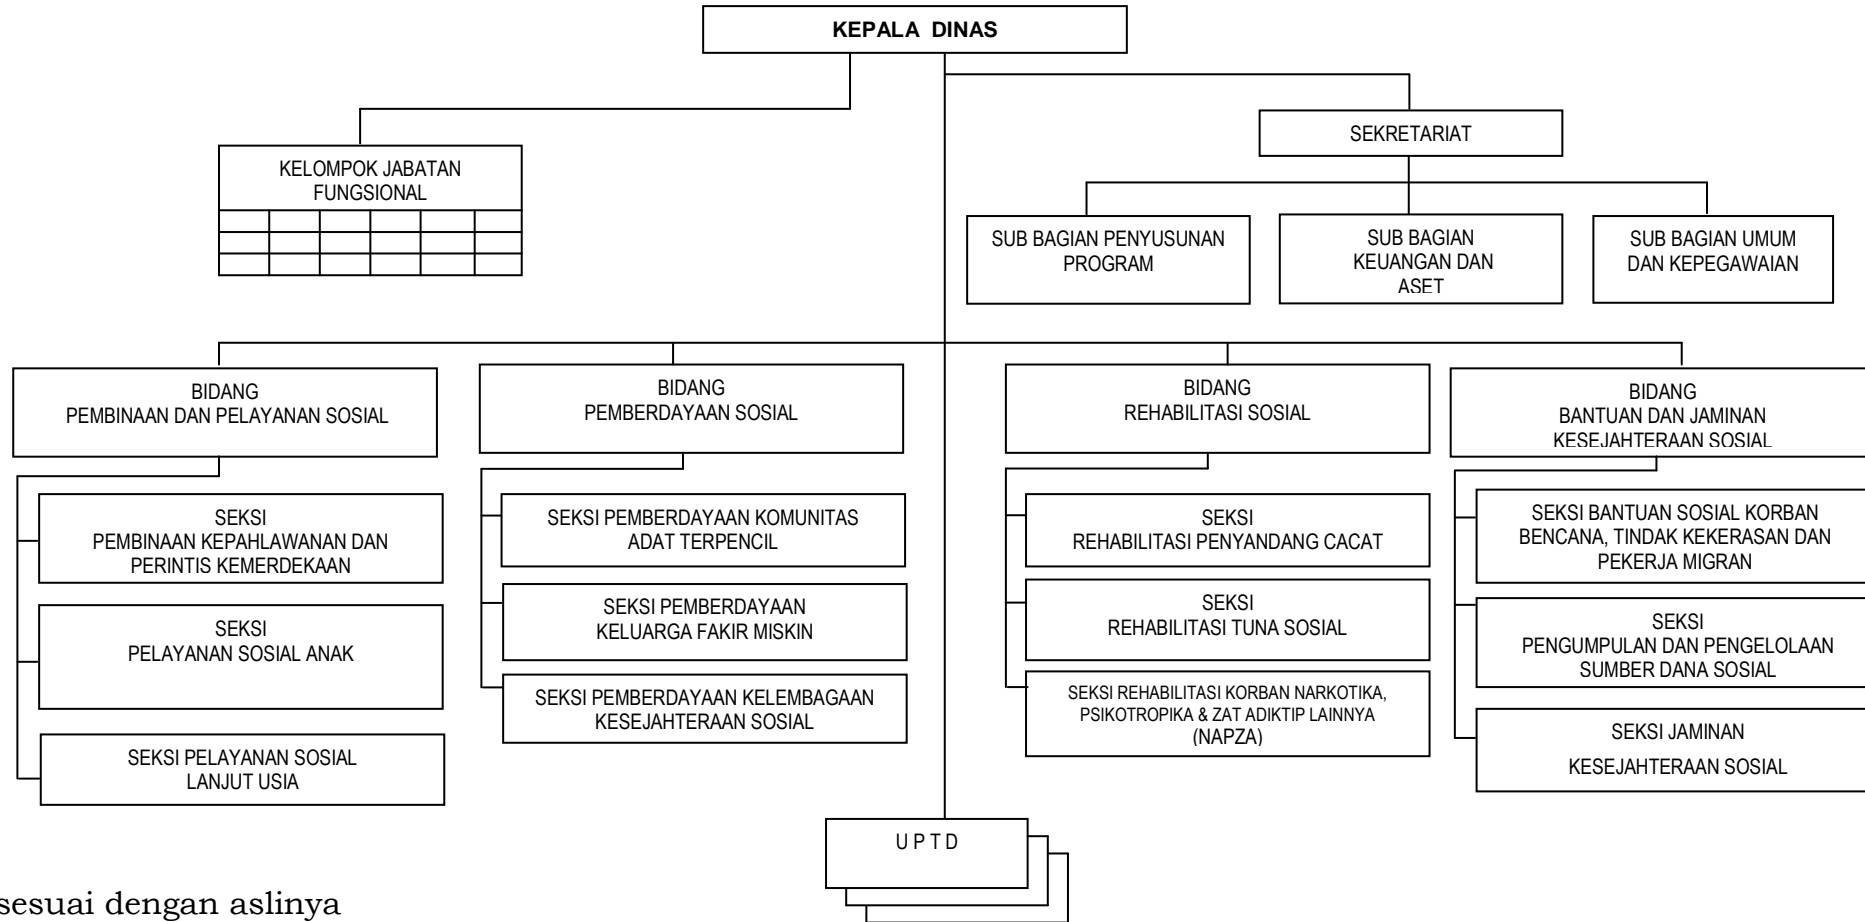 KEPALA DINAS
SEKRETARIAT
KELOMPOK JABATAN
FUNGSIONAL
SUB BAGIAN PENYUSUNAN
PROGRAM
SUB BAGIAN
KEUANGAN DAN
ASET
SUB BAGIAN UMUM
DAN KEPEGAWAIAN
BIDANG
PEMBINAAN DAN PELAYANAN SOSIAL
BIDANG
PEMBERDAYAAN SOSIAL
BIDANG
REHABILITASI SOSIAL
BIDANG
BANTUAN DAN JAMINAN
KESEJAHTERAAN SOSIAL
SEKSI
PEMBINAAN KEPAHLAWANAN DAN
PERINTIS KEMERDEKAAN
SEKSI
PELAYANAN SOSIAL ANAK
SEKSI PELAYANAN SOSIAL
LANJUT USIA
SEKSI PEMBERDAYAAN KOMUNITAS
ADAT TERPENCIL
SEKSI PEMBERDAYAAN
KELUARGA FAKIR MISKIN
SEKSI PEMBERDAYAAN KELEMBAGAAN
KESEJAHTERAAN SOSIAL
SEKSI
REHABILITASI PENYANDANG CACAT
SEKSI
REHABILITASI TUNA SOSIAL
SEKSI REHABILITASI KORBAN NARKOTIKA,
PSIKOTROPIKA & ZAT ADIKTIP LAINNYA
(NAPZA)
SEKSI BANTUAN SOSIAL KORBAN
BENCANA, TINDAK KEKERASAN DAN
PEKERJA MIGRAN
SEKSI
PENGUMPULAN DAN PENGELOLAAN
SUMBER DANA SOSIAL
SEKSI JAMINAN
KESEJAHTERAAN SOSIAL
U P T D
sesuai dengan aslinya